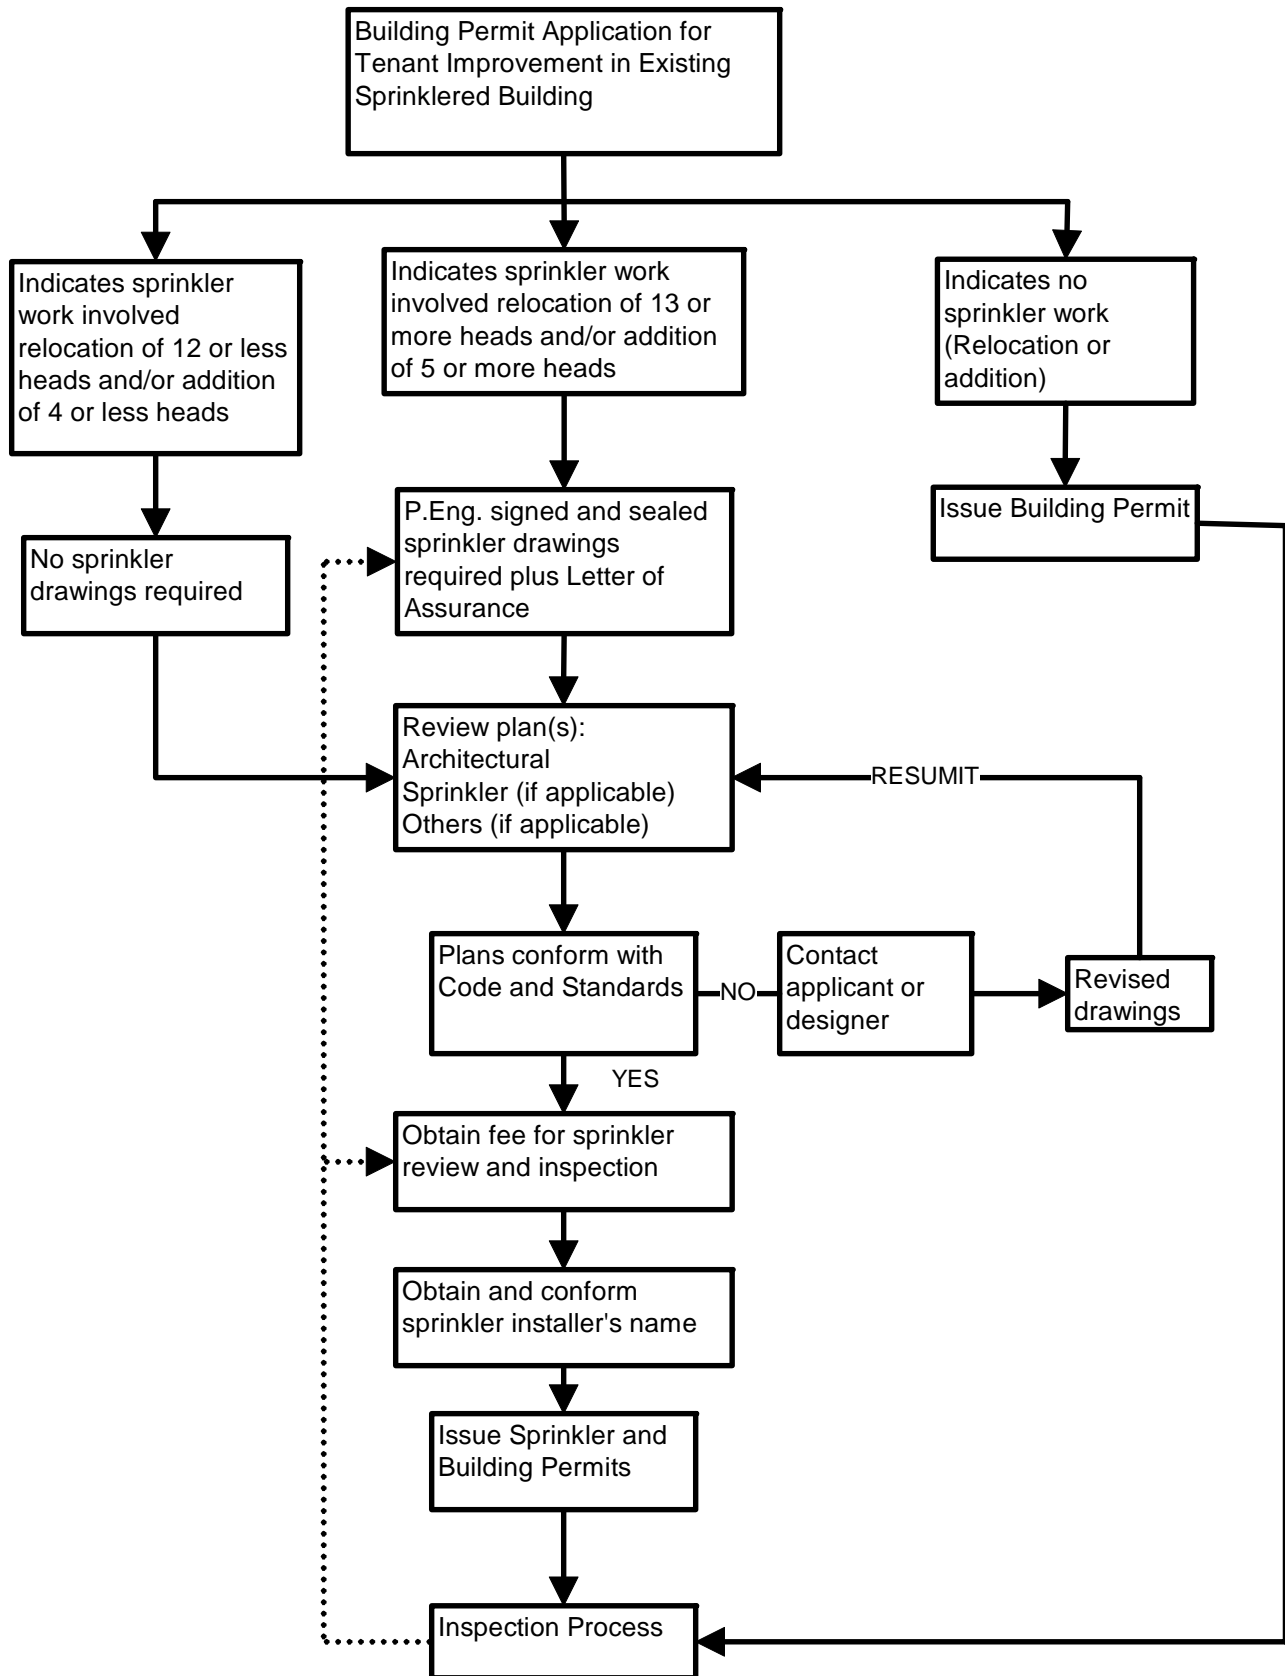 Building Permit Application for
Tenant Improvement in Existing
Sprinklered Building
Indicates sprinkler
work involved
relocation of 12 or less
heads and/or addition
of 4 or less heads
Indicates sprinkler work
involved relocation of 13 or
more heads and/or addition
of 5 or more heads
Indicates no
sprinkler work
(Relocation or
addition)
No sprinkler
drawings required
P.Eng. signed and sealed
sprinkler drawings
required plus Letter of
Assurance
Issue Building Permit
Review plan(s):
Architectural
Sprinkler (if applicable)
Others (if applicable)
RESUMIT
Plans conform with
Code and Standards
NO
Contact
applicant or
designer
Revised
drawings
YES
Obtain fee for sprinkler
review and inspection
Obtain and conform
sprinkler installer's name
Issue Sprinkler and
Building Permits
Inspection Process